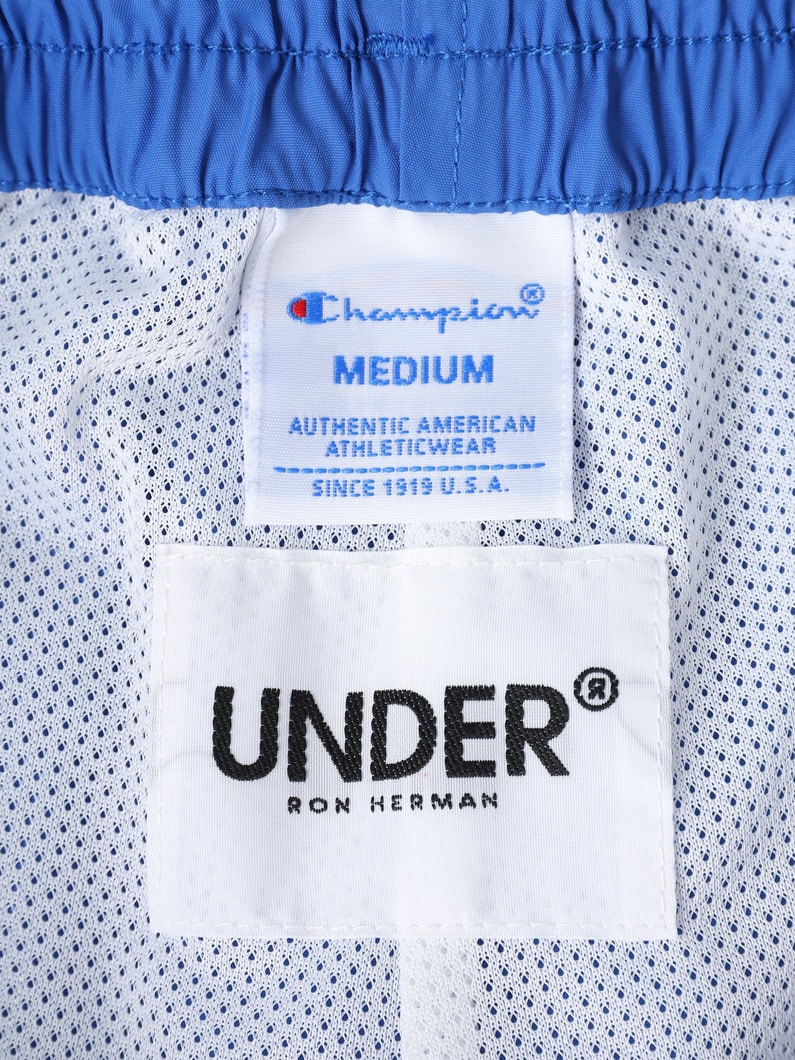 Champion®
MEDIUM
AUTHENTIC AMERICAN
ATHLETICWEAR
SINCE 1919 U.S.A.
UNDER Я
RON HERMAN